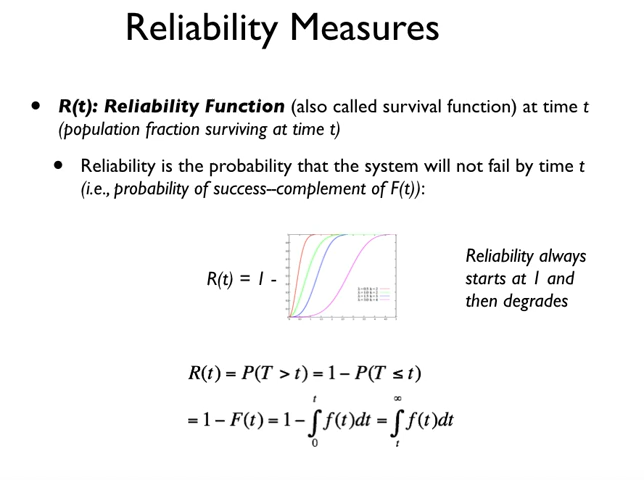 Reliability Measures
• R(t): Reliability Function (also called survival function) at time t
(population fraction surviving at time t)
• Reliability is the probability that the system will not fail by time t
(i.e., probability of success--complement of F(t)):
R(t) = 1 -
Reliability always
starts at 1 and
then degrades
R(t) = P(T > t) = 1 − P(T ≤ t)
= 1 − F(t) = 1 − ∫₀ᵗ f(t)dt = ∫ₜ^∞ f(t)dt